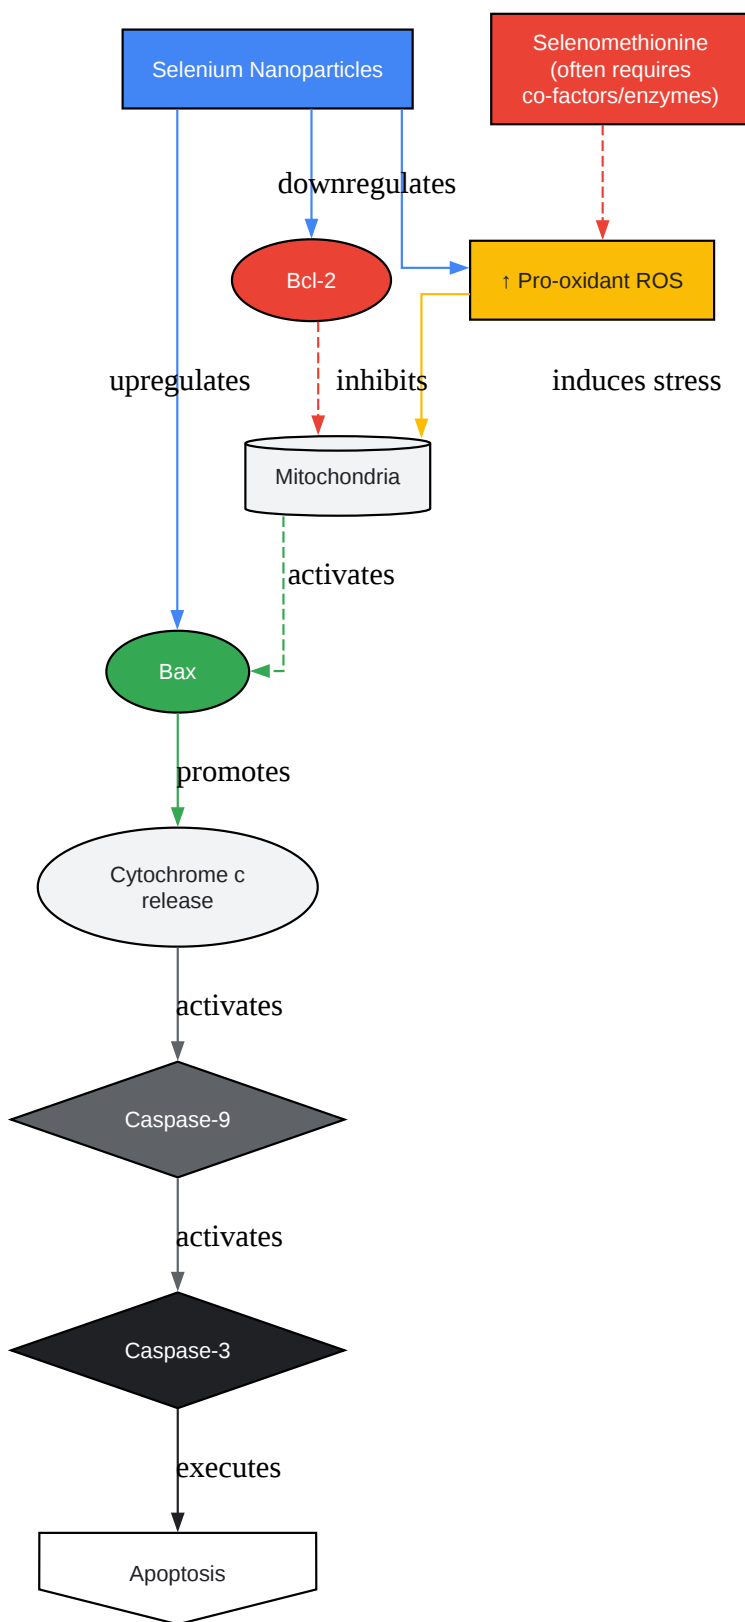 Selenium Nanoparticles
Selenomethionine
(often requires
co-factors/enzymes)
downregulates
Bcl-2
↑ Pro-oxidant ROS
upregulates
inhibits
induces stress
Mitochondria
activates
Bax
promotes
Cytochrome c
release
activates
Caspase-9
activates
Caspase-3
executes
Apoptosis